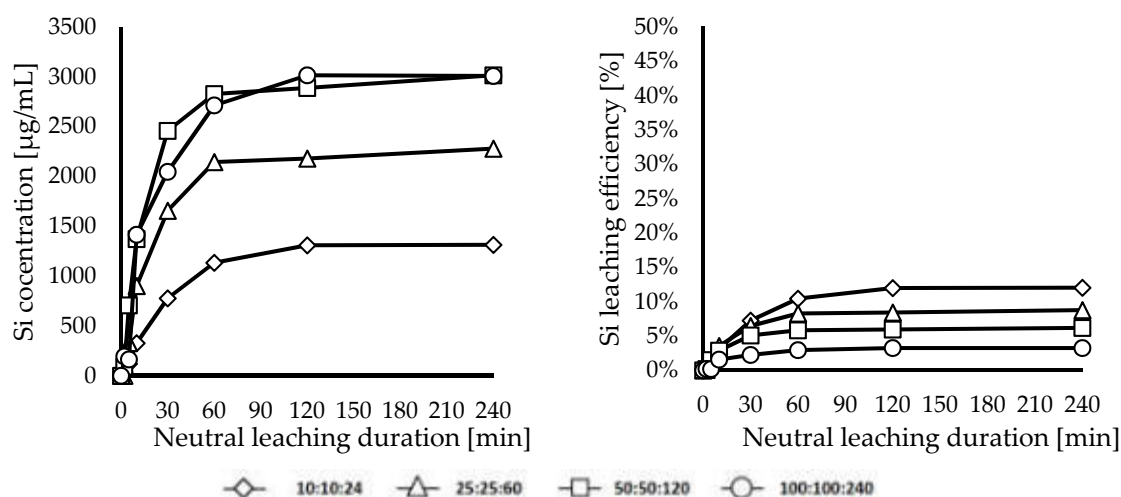 Si cocentration [µg/mL]
3500
3000
2500
2000
1500
1000
500
0
0 30 60 90 120 150 180 210 240
Neutral leaching duration [min]
Si leaching efficiency [%]
50%
45%
40%
35%
30%
25%
20%
15%
10%
5%
0%
0 30 60 90 120 150 180 210 240
Neutral leaching duration [min]
10:10:24 25:25:60 50:50:120 100:100:240